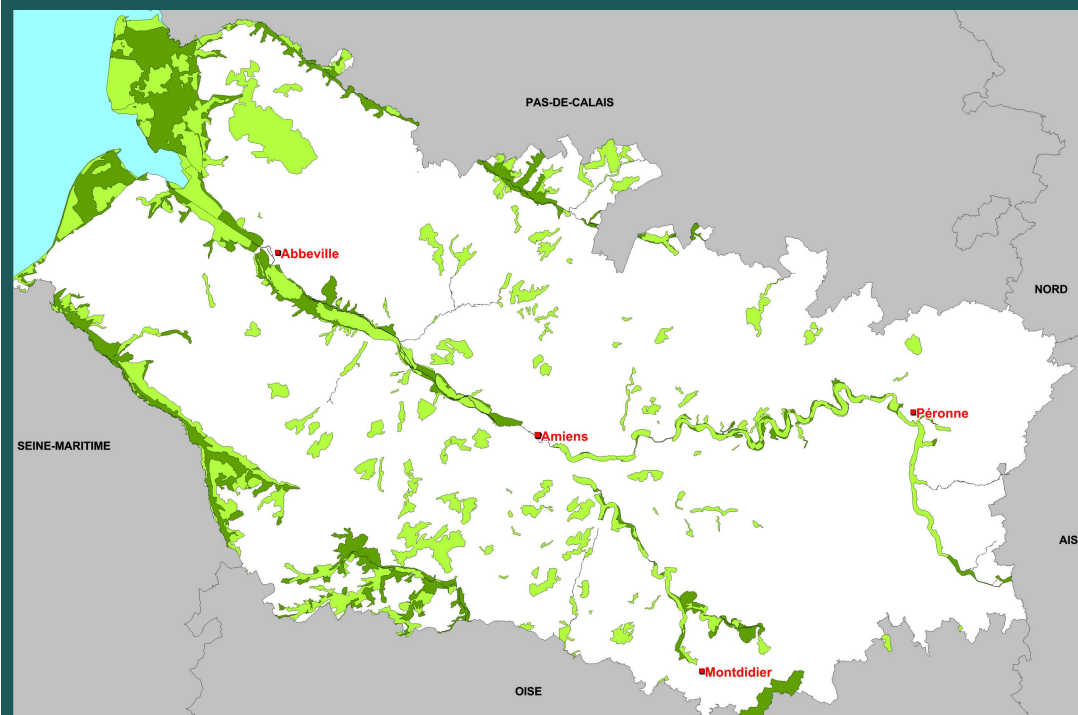 PAS-DE-CALAIS
Abbeville
NORD
Péronne
Amiens
SEINE-MARITIME
AIS
Montdidier
OISE